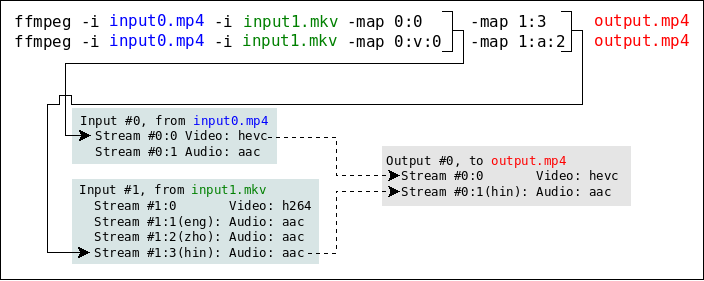 ffmpeg -i input0.mp4 -i input1.mkv -map 0:0 -map 1:3 output.mp4
ffmpeg -i input0.mp4 -i input1.mkv -map 0:v:0 -map 1:a:2 output.mp4
Input #0, from input0.mp4
Stream #0:0 Video: hevc
Stream #0:1 Audio: aac
Input #1, from input1.mkv
Stream #1:0 Video: h264
Stream #1:1(eng): Audio: aac
Stream #1:2(zho): Audio: aac
Stream #1:3(hin): Audio: aac
Output #0, to output.mp4
Stream #0:0 Video: hevc
Stream #0:1(hin): Audio: aac